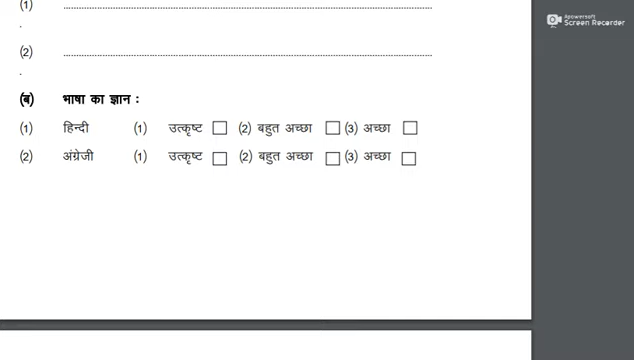 (1) ........................................................................
.
Apowersoft
Screen Recorder
(2) ........................................................................
.
(ब) भाषा का ज्ञान :
(1) हिन्दी (1) उत्कृष्ट (2) बहुत अच्छा (3) अच्छा
(2) अंग्रेजी (1) उत्कृष्ट (2) बहुत अच्छा (3) अच्छा